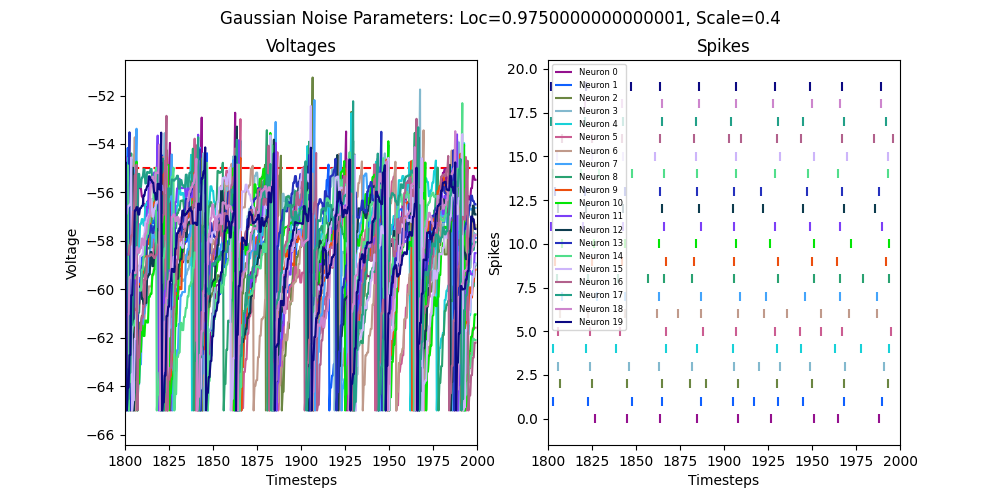 Gaussian Noise Parameters: Loc=0.9750000000000001, Scale=0.4
Voltages
Voltage
−52
−54
−56
−58
−60
−62
−64
−66
1800 1825 1850 1875 1900 1925 1950 1975 2000
Timesteps
Spikes
Spikes
20.0
17.5
15.0
12.5
10.0
7.5
5.0
2.5
0.0
Neuron 0
Neuron 1
Neuron 2
Neuron 3
Neuron 4
Neuron 5
Neuron 6
Neuron 7
Neuron 8
Neuron 9
Neuron 10
Neuron 11
Neuron 12
Neuron 13
Neuron 14
Neuron 15
Neuron 16
Neuron 17
Neuron 18
Neuron 19
1800 1825 1850 1875 1900 1925 1950 1975 2000
Timesteps